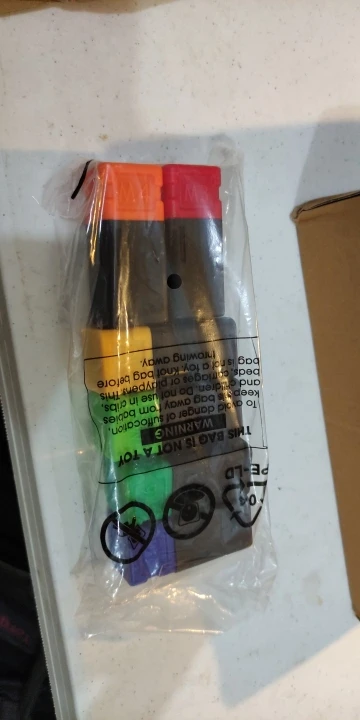 THIS BAG IS NOT A TOY
WARNING
To avoid danger of suffocation,
keep this bag away from babies
and children. Do not use in cribs,
beds, carriages or playpens. This
bag is not a toy. Knot bag before
throwing away.
PE-LD
04